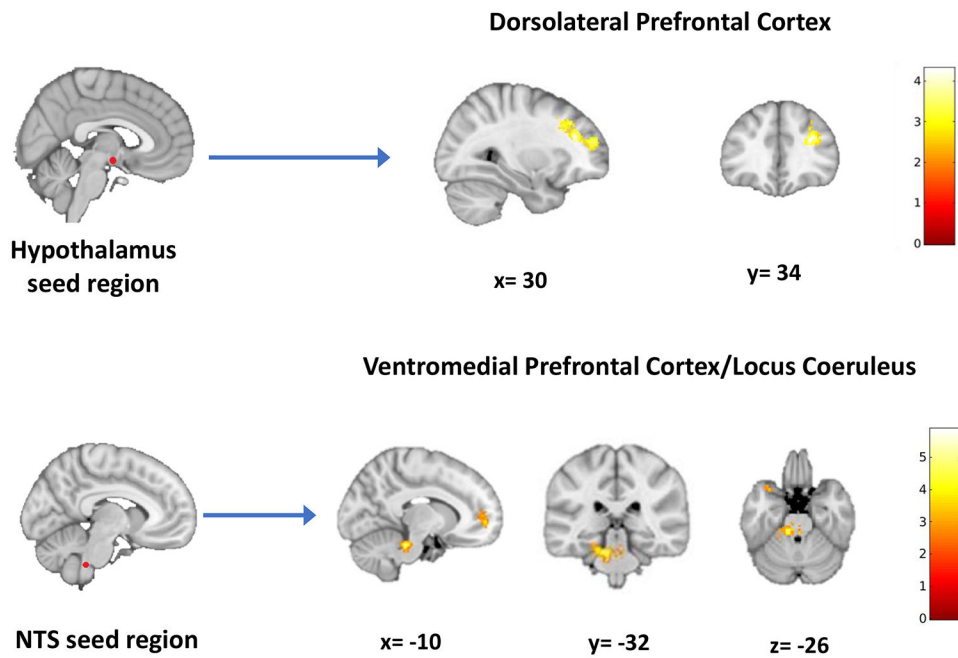 Dorsolateral Prefrontal Cortex
4
3
2
1
0
Hypothalamus
seed region
x= 30
y= 34
Ventromedial Prefrontal Cortex/Locus Coeruleus
5
4
3
2
1
0
NTS seed region
x= -10
y= -32
z= -26